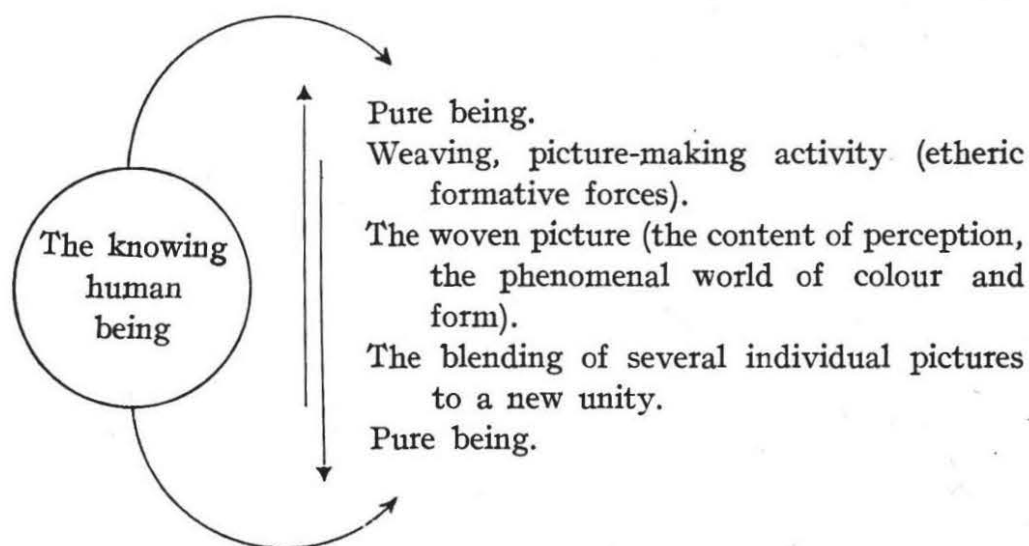 The knowing
human
being
Pure being.
Weaving, picture-making activity (etheric
formative forces).
The woven picture (the content of perception,
the phenomenal world of colour and
form).
The blending of several individual pictures
to a new unity.
Pure being.